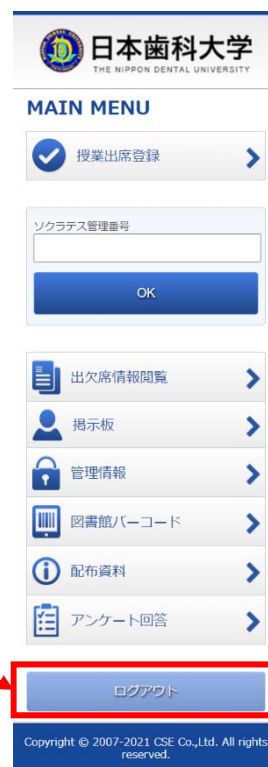 日本歯科大学
THE NIPPON DENTAL UNIVERSITY
MAIN MENU
授業出席登録
ソクラテス管理番号
OK
出欠席情報閲覧
掲示板
管理情報
図書館バーコード
配布資料
アンケート回答
ログアウト
Copyright © 2007-2021 CSE Co.,Ltd. All rights
reserved.